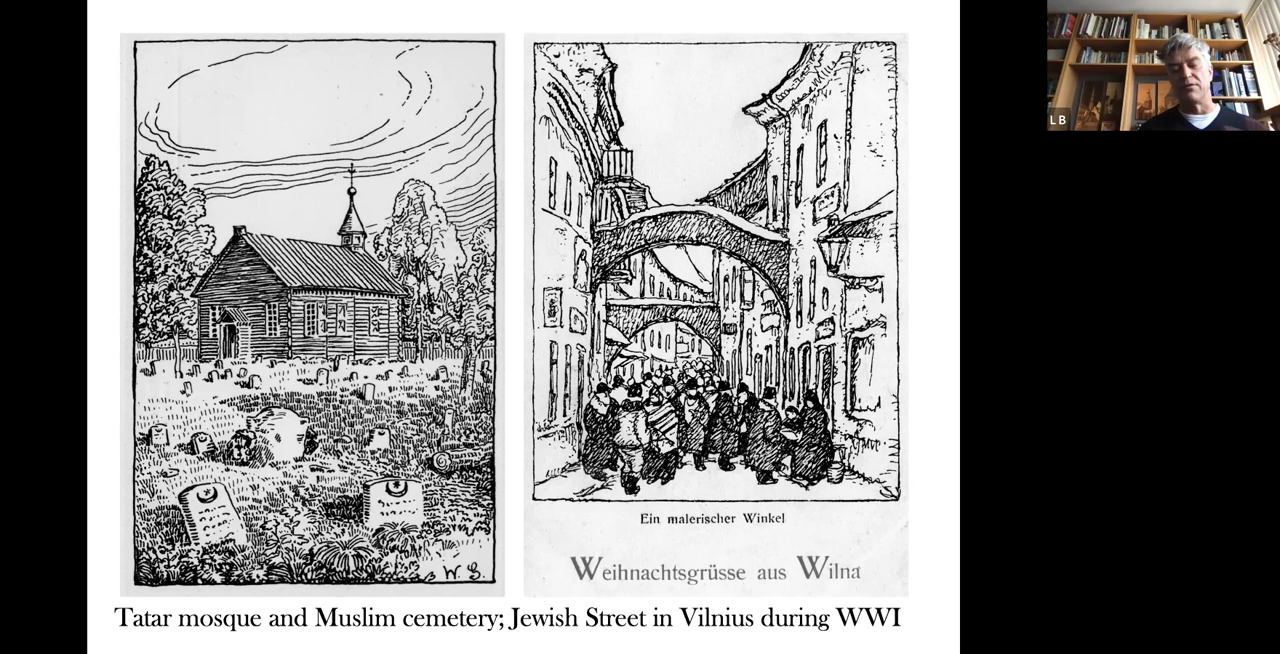 W. S.
Ein malerischer Winkel
Weihnachtsgrüsse aus Wilna
Tatar mosque and Muslim cemetery; Jewish Street in Vilnius during WWI
L B